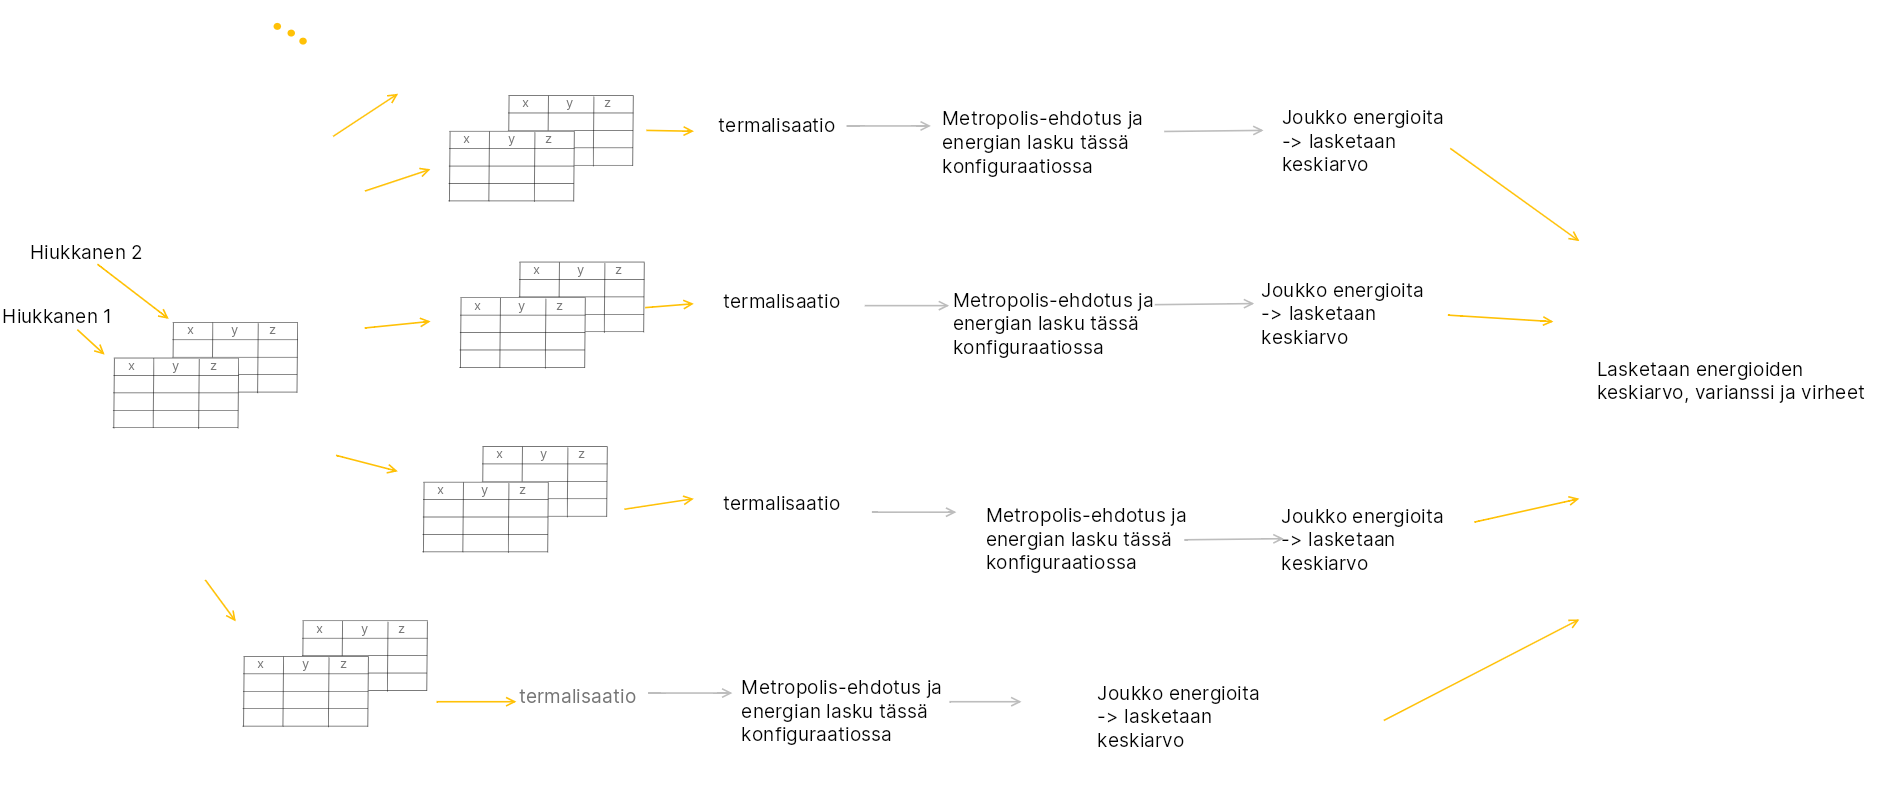 Hiukkanen 2
Hiukkanen 1
x y z
x y z
x y z
x y z
termalisaatio
Metropolis-ehdotus ja
energian lasku tässä
konfiguraatiossa
Joukko energioita
-> lasketaan
keskiarvo
x y z
x y z
termalisaatio
Metropolis-ehdotus ja
energian lasku tässä
konfiguraatiossa
Joukko energioita
-> lasketaan
keskiarvo
x y z
x y z
termalisaatio
Metropolis-ehdotus ja
energian lasku tässä
konfiguraatiossa
Joukko energioita
-> lasketaan
keskiarvo
x y z
x y z
termalisaatio
Metropolis-ehdotus ja
energian lasku tässä
konfiguraatiossa
Joukko energioita
-> lasketaan
keskiarvo
Lasketaan energioiden
keskiarvo, varianssi ja virheet